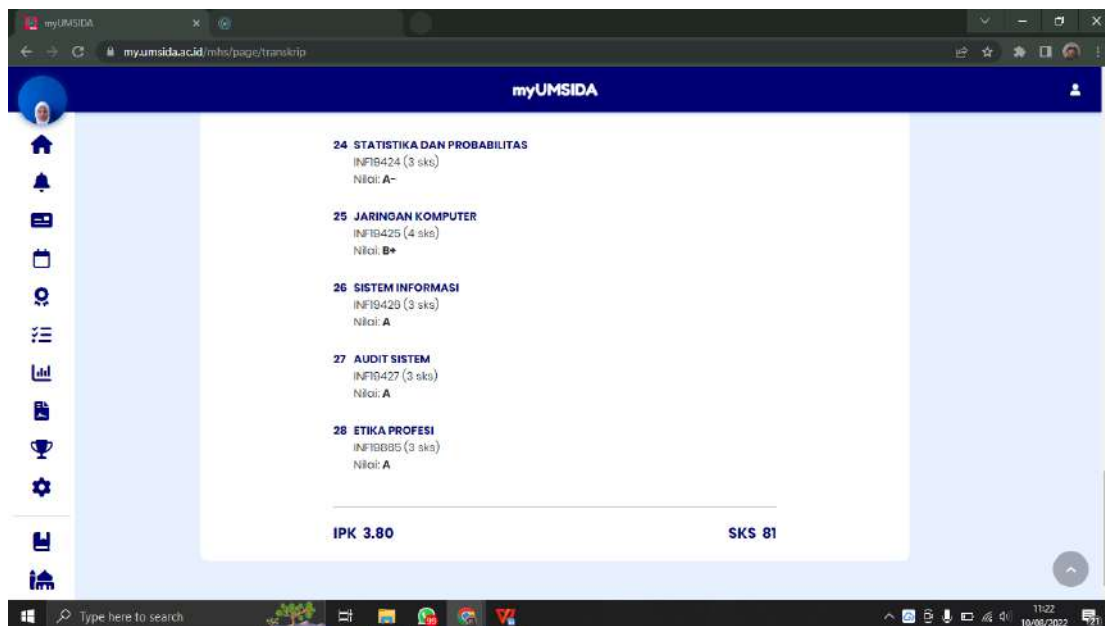 myUMSIDA
my.umsida.ac.id/mhs/page/transkrip
myUMSIDA
24 STATISTIKA DAN PROBABILITAS
INF19424 (3 sks)
Nilai: A-
25 JARINGAN KOMPUTER
INF19425 (4 sks)
Nilai: B+
26 SISTEM INFORMASI
INF19426 (3 sks)
Nilai: A
27 AUDIT SISTEM
INF19427 (3 sks)
Nilai: A
28 ETIKA PROFESI
(3 sks)
Nilai: A
IPK 3.80 SKS 81
Type here to search
11:22
10/08/2022